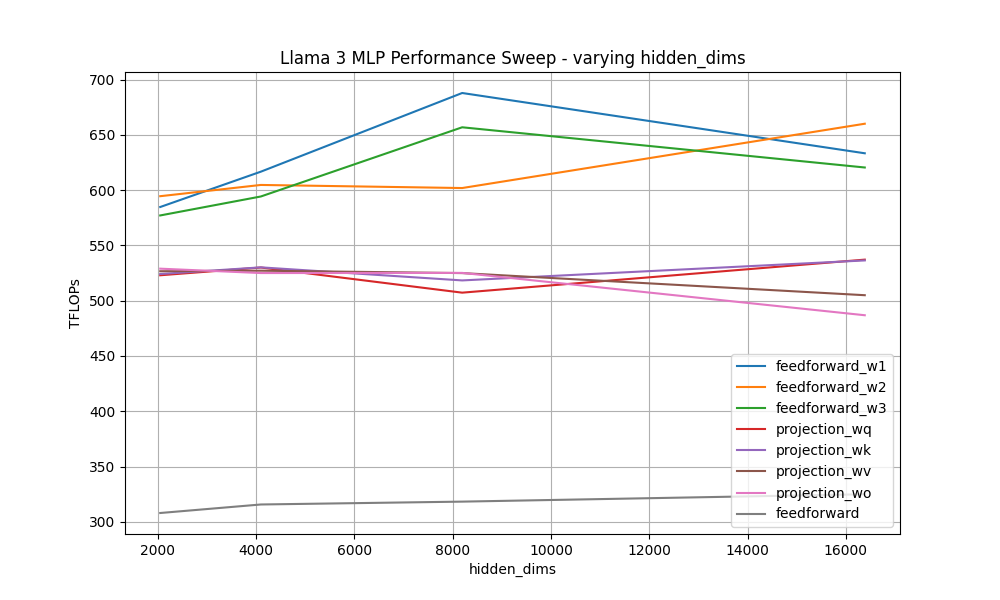 Llama 3 MLP Performance Sweep - varying hidden_dims
TFLOPs
700
650
600
550
500
450
400
350
300
feedforward_w1
feedforward_w2
feedforward_w3
projection_wq
projection_wk
projection_wv
projection_wo
feedforward
2000 4000 6000 8000 10000 12000 14000 16000
hidden_dims